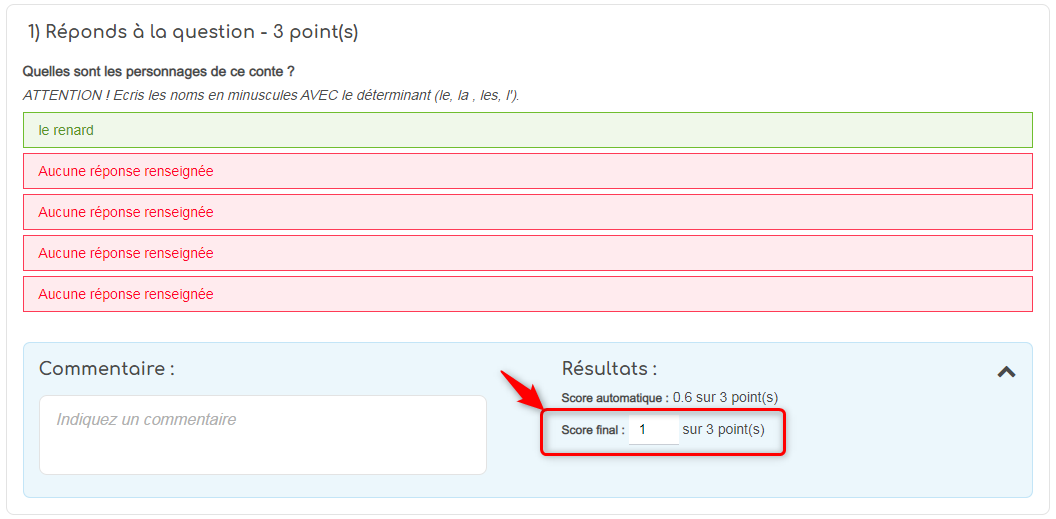 1) Réponds à la question - 3 point(s)
Quelles sont les personnages de ce conte ?
ATTENTION ! Ecris les noms en minuscules AVEC le déterminant (le, la , les, l').
le renard
Aucune réponse renseignée
Aucune réponse renseignée
Aucune réponse renseignée
Aucune réponse renseignée
Commentaire :
Indiquez un commentaire
Résultats :
Score automatique : 0.6 sur 3 point(s)
Score final : 1 sur 3 point(s)